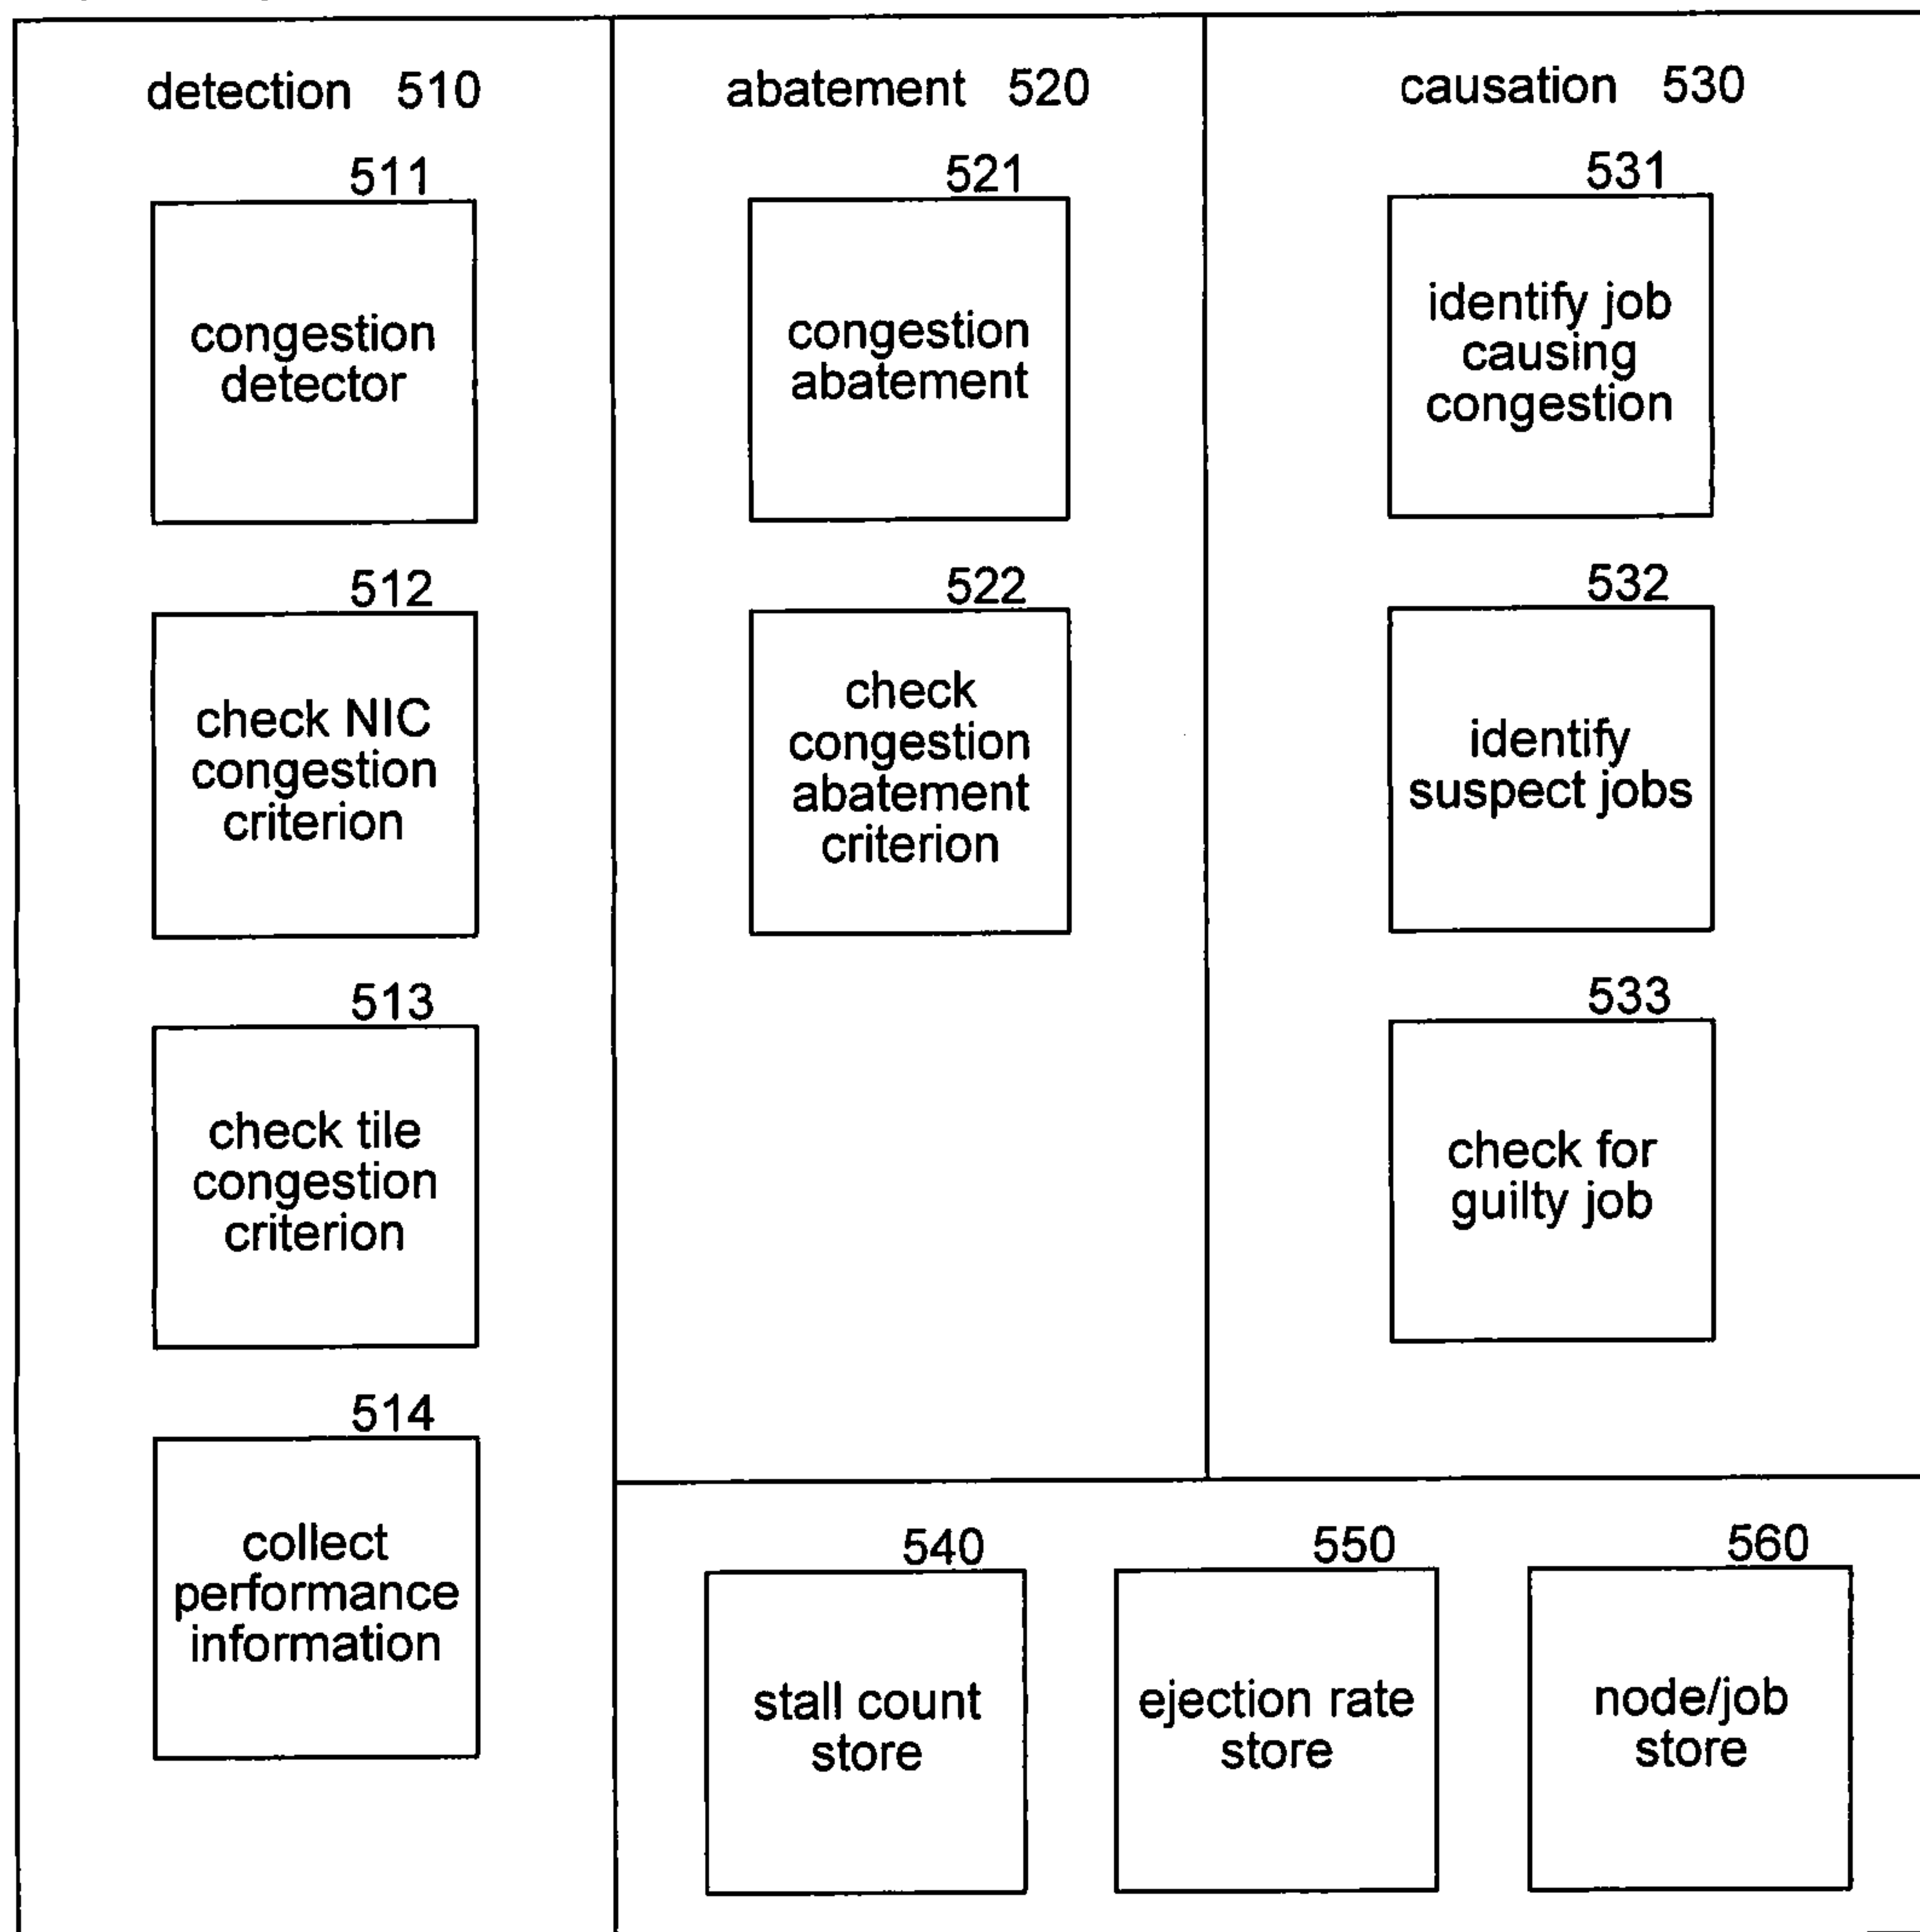 detection 510
511
congestion
detector
512
check NIC
congestion
criterion
513
check tile
congestion
criterion
514
collect
performance
information
abatement 520
521
congestion
abatement
522
check
congestion
abatement
criterion
causation 530
531
identify job
causing
congestion
532
identify
suspect jobs
533
check for
guilty job
540
stall count
store
550
ejection rate
store
560
node/job
store